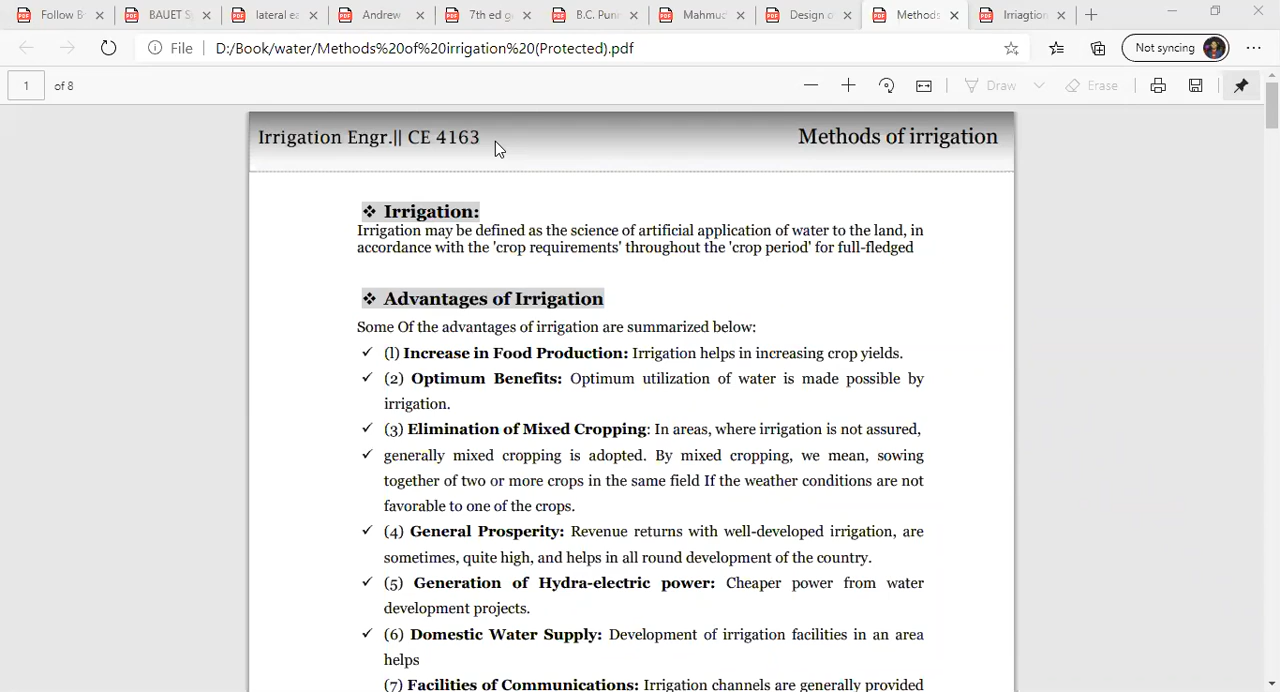 Follow B
BAUET S
lateral ea
Andrew
7th ed g
B.C. Pun
Mahmud
Design o
Methods
Irriagtion
File
D:/Book/water/Methods%20of%20irrigation%20(Protected).pdf
Not syncing
1 of 8
Draw
Erase
Irrigation Engr.|| CE 4163
Methods of irrigation
❖ Irrigation:
Irrigation may be defined as the science of artificial application of water to the land, in
accordance with the 'crop requirements' throughout the 'crop period' for full-fledged
❖ Advantages of Irrigation
Some Of the advantages of irrigation are summarized below:
✓ (l) Increase in Food Production: Irrigation helps in increasing crop yields.
✓ (2) Optimum Benefits: Optimum utilization of water is made possible by
irrigation.
✓ (3) Elimination of Mixed Cropping: In areas, where irrigation is not assured,
✓ generally mixed cropping is adopted. By mixed cropping, we mean, sowing
together of two or more crops in the same field If the weather conditions are not
favorable to one of the crops.
✓ (4) General Prosperity: Revenue returns with well-developed irrigation, are
sometimes, quite high, and helps in all round development of the country.
✓ (5) Generation of Hydra-electric power: Cheaper power from water
development projects.
✓ (6) Domestic Water Supply: Development of irrigation facilities in an area
helps
(7) Facilities of Communications: Irrigation channels are generally provided